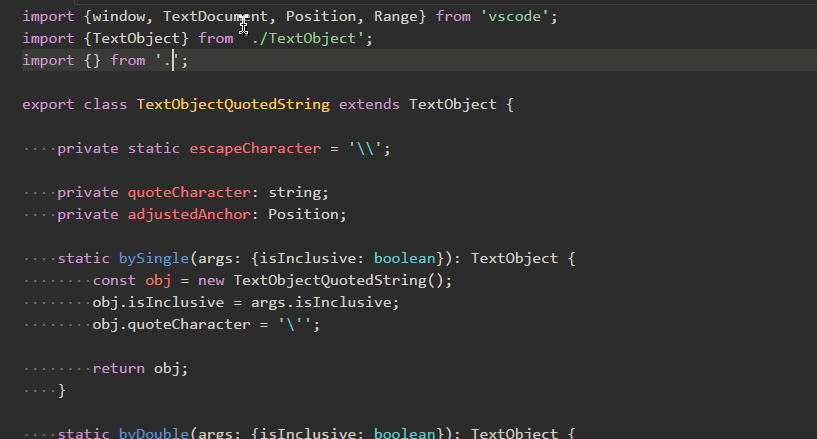 import {window, TextDocument, Position, Range} from 'vscode';
import {TextObject} from './TextObject';
import {} from '.';
export class TextObjectQuotedString extends TextObject {
····private static escapeCharacter = '\\';
····private quoteCharacter: string;
····private adjustedAnchor: Position;
····static bySingle(args: {isInclusive: boolean}): TextObject {
········const obj = new TextObjectQuotedString();
········obj.isInclusive = args.isInclusive;
········obj.quoteCharacter = '\'';
········return obj;
····}
····static byDouble(args: {isInclusive: boolean}): TextObject {